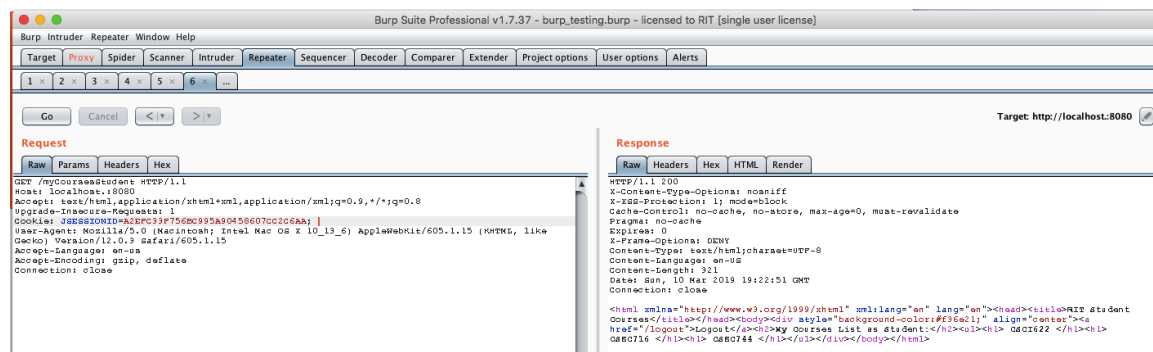 Burp Suite Professional v1.7.37 - burp_testing.burp - licensed to RIT [single user license]
Burp Intruder Repeater Window Help
Target Proxy Spider Scanner Intruder Repeater Sequencer Decoder Comparer Extender Project options User options Alerts
1 × 2 × 3 × 4 × 5 × 6 × ...
Go Cancel < > Target: http://localhost.:8080
Request
Raw Params Headers Hex
GET /myCoursesStudent HTTP/1.1
Host: localhost.:8080
Accept: text/html,application/xhtml+xml,application/xml;q=0.9,*/*;q=0.8
Upgrade-Insecure-Requests: 1
Cookie: JSESSIONID=A2EFC33F756BC995A90458607CC2C6AA;
User-Agent: Mozilla/5.0 (Macintosh; Intel Mac OS X 10_13_6) AppleWebKit/605.1.15 (KHTML, like
Gecko) Version/12.0.3 Safari/605.1.15
Accept-Language: en-us
Accept-Encoding: gzip, deflate
Connection: close
Response
Raw Headers Hex HTML Render
HTTP/1.1 200
X-Content-Type-Options: nosniff
X-XSS-Protection: 1; mode=block
Cache-Control: no-cache, no-store, max-age=0, must-revalidate
Pragma: no-cache
Expires: 0
X-Frame-Options: DENY
Content-Type: text/html;charset=UTF-8
Content-Language: en-US
Content-Length: 321
Date: Sun, 10 Mar 2019 19:22:51 GMT
Connection: close
<html xmlns="http://www.w3.org/1999/xhtml" xml:lang="en" lang="en"><head><title>RIT Student
Courses</title></head><body><div style="background-color:#f36e21;" align="center"><a
href="/logout">Logout</a><h2>My Courses List as Student:</h2><ul><h1> CSCI622 </h1><h1>
CSEC716 </h1><h1> CSEC744 </h1></ul></div></body></html>